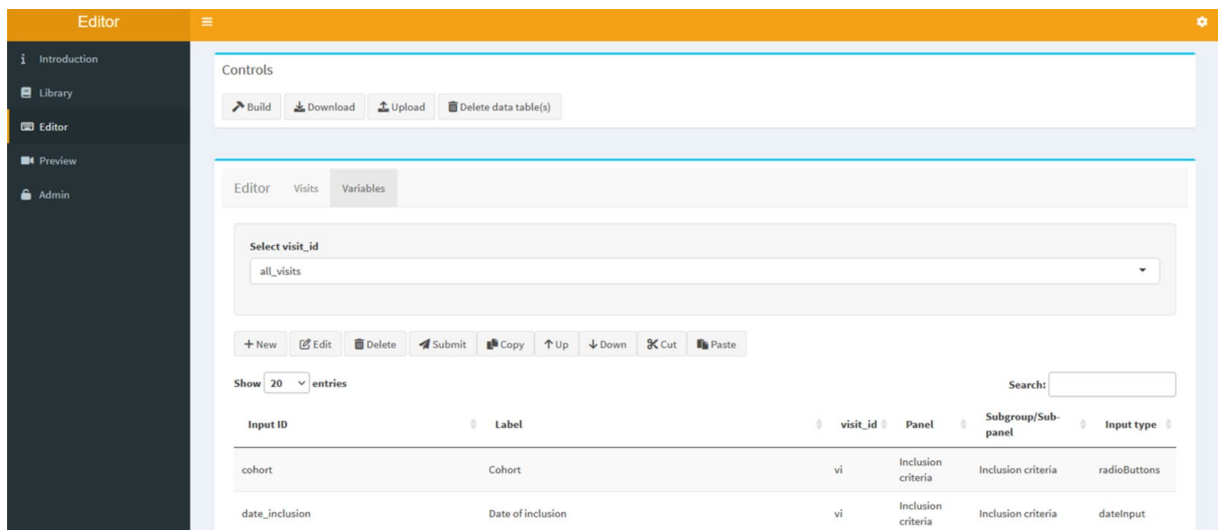 Editor
Introduction
Library
Editor
Preview
Admin
Controls
Build Download Upload Delete data table(s)
Editor Visits Variables
Select visit_id
all_visits
New Edit Delete Submit Copy Up Down Cut Paste
Show 20 entries
Search:
Input ID Label visit_id Panel Subgroup/Sub-
panel Input type
cohort Cohort vi Inclusion
criteria Inclusion criteria radioButtons
date_inclusion Date of inclusion vi Inclusion
criteria Inclusion criteria dateInput